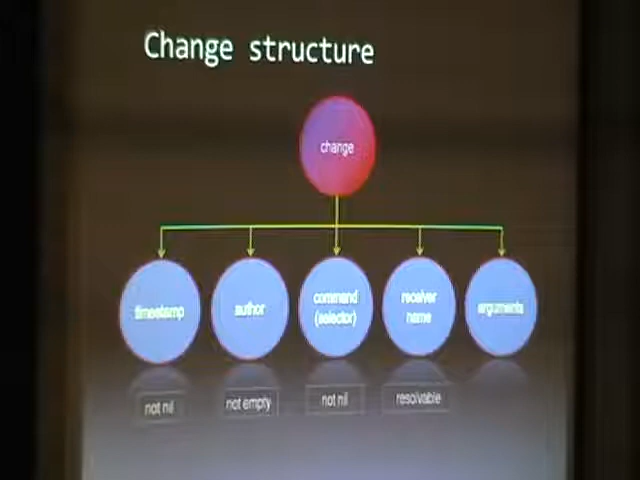 Change structure
change
timestamp
author
command
(selector)
receiver
name
arguments
not nil
not empty
not nil
resolvable